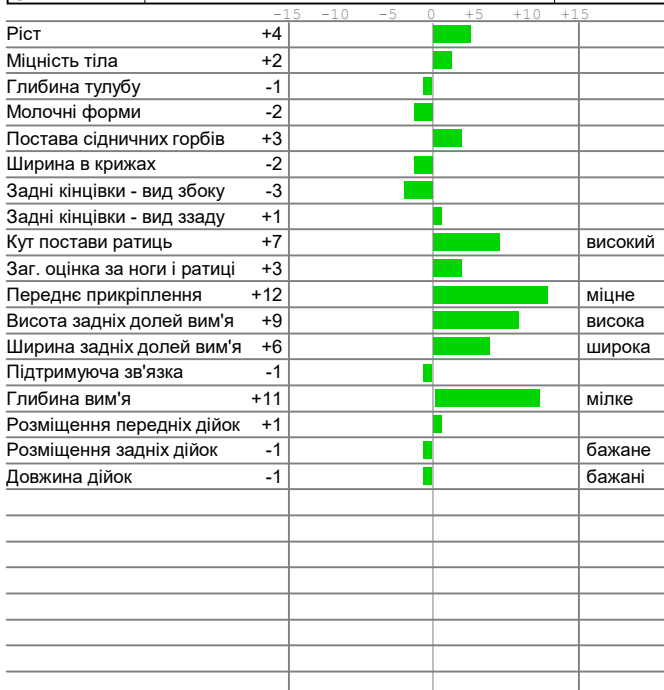 -15 -10 -5 0 +5 +10 +15
Ріст +4
Міцність тіла +2
Глибина тулубу -1
Молочні форми -2
Постава сідничних горбів +3
Ширина в крижах -2
Задні кінцівки - вид збоку -3
Задні кінцівки - вид ззаду +1
Кут постави ратиць +7 високий
Заг. оцінка за ноги і ратиці +3
Переднє прикріплення +12 міцне
Висота задніх долей вим'я +9 висока
Ширина задніх долей вим'я +6 широка
Підтримуюча зв'язка -1
Глибина вим'я +11 мілке
Розміщення передніх дійок +1
Розміщення задніх дійок -1 бажане
Довжина дійок -1 бажані